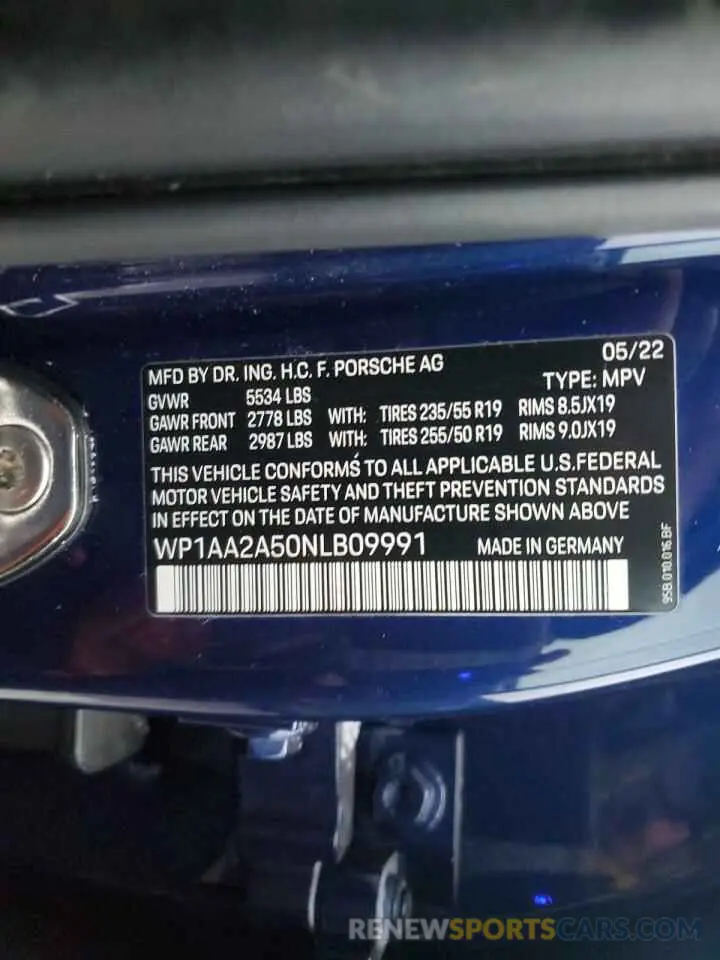 MFD BY DR. ING. H.C. F. PORSCHE AG 05/22
GVWR 5534 LBS TYPE: MPV
GAWR FRONT 2778 LBS WITH: TIRES 235/55 R19 RIMS 8.5JX19
GAWR REAR 2987 LBS WITH: TIRES 255/50 R19 RIMS 9.0JX19
THIS VEHICLE CONFORMS TO ALL APPLICABLE U.S.FEDERAL
MOTOR VEHICLE SAFETY AND THEFT PREVENTION STANDARDS
IN EFFECT ON THE DATE OF MANUFACTURE SHOWN ABOVE
WP1AA2A50NLB09991 MADE IN GERMANY
95B.010.016.BF
RENEWSPORTSCARS.COM